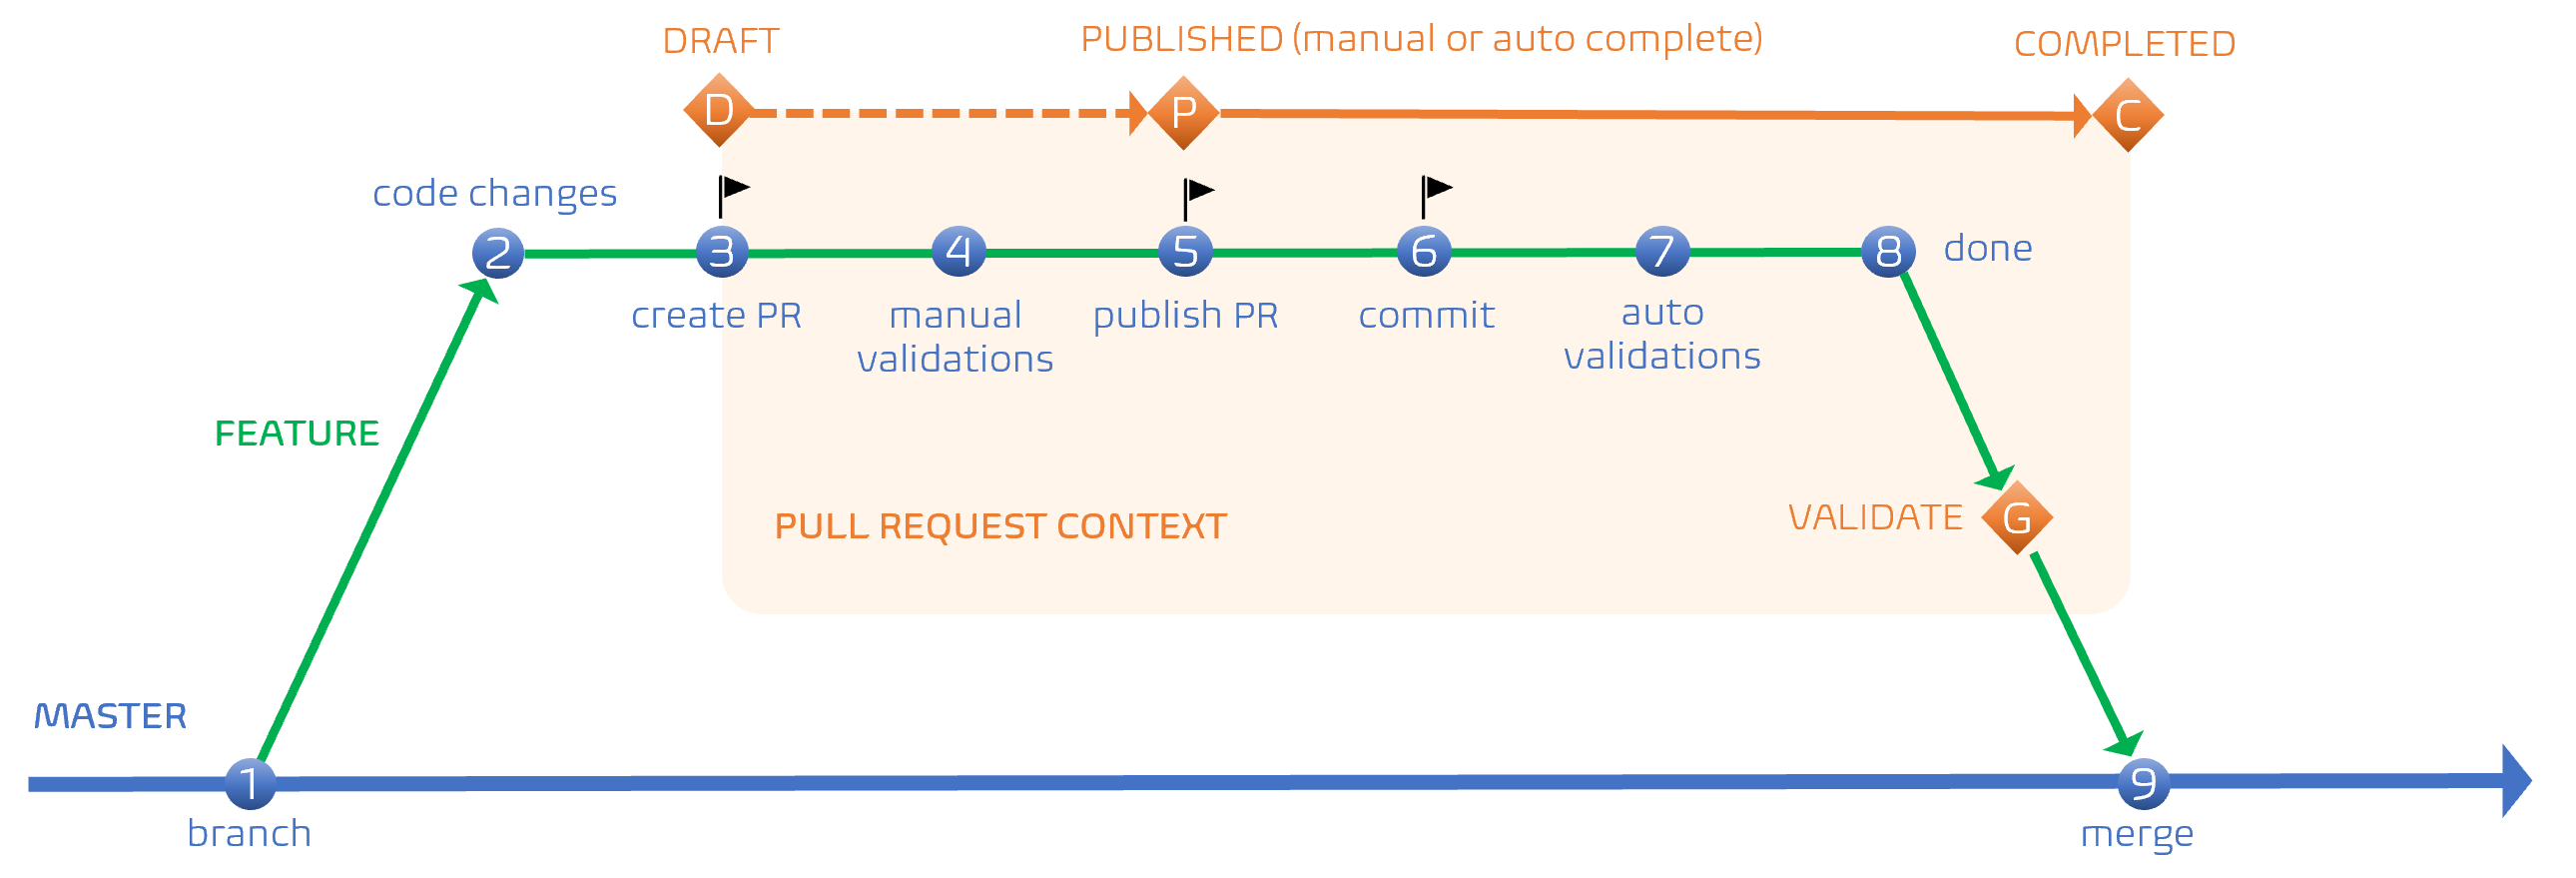 DRAFT
PUBLISHED (manual or auto complete)
COMPLETED
D
P
C
code changes
2
3
4
5
6
7
8
done
create PR
manual
validations
publish PR
commit
auto
validations
FEATURE
PULL REQUEST CONTEXT
VALIDATE
G
MASTER
1
9
branch
merge